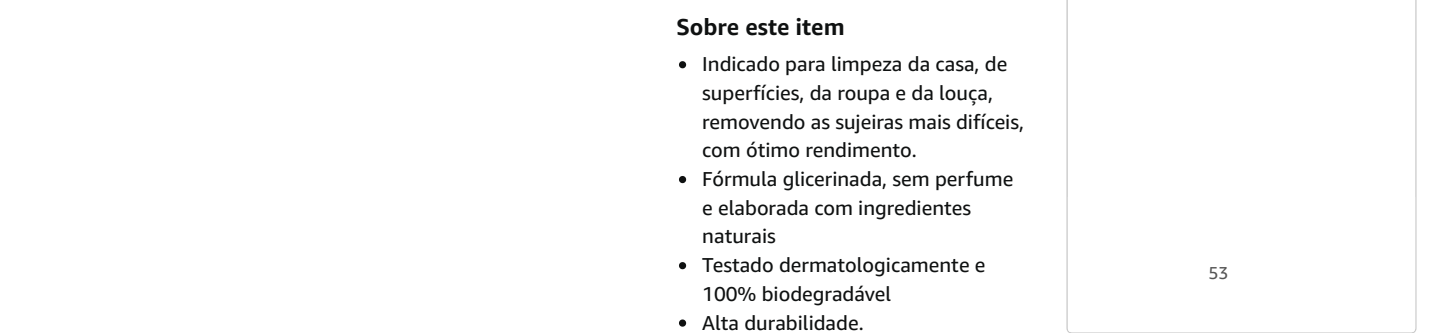 Sobre este item
• Indicado para limpeza da casa, de
superfícies, da roupa e da louça,
removendo as sujeiras mais difíceis,
com ótimo rendimento.
• Fórmula glicerinada, sem perfume
e elaborada com ingredientes
naturais
• Testado dermatologicamente e
100% biodegradável
• Alta durabilidade.
53